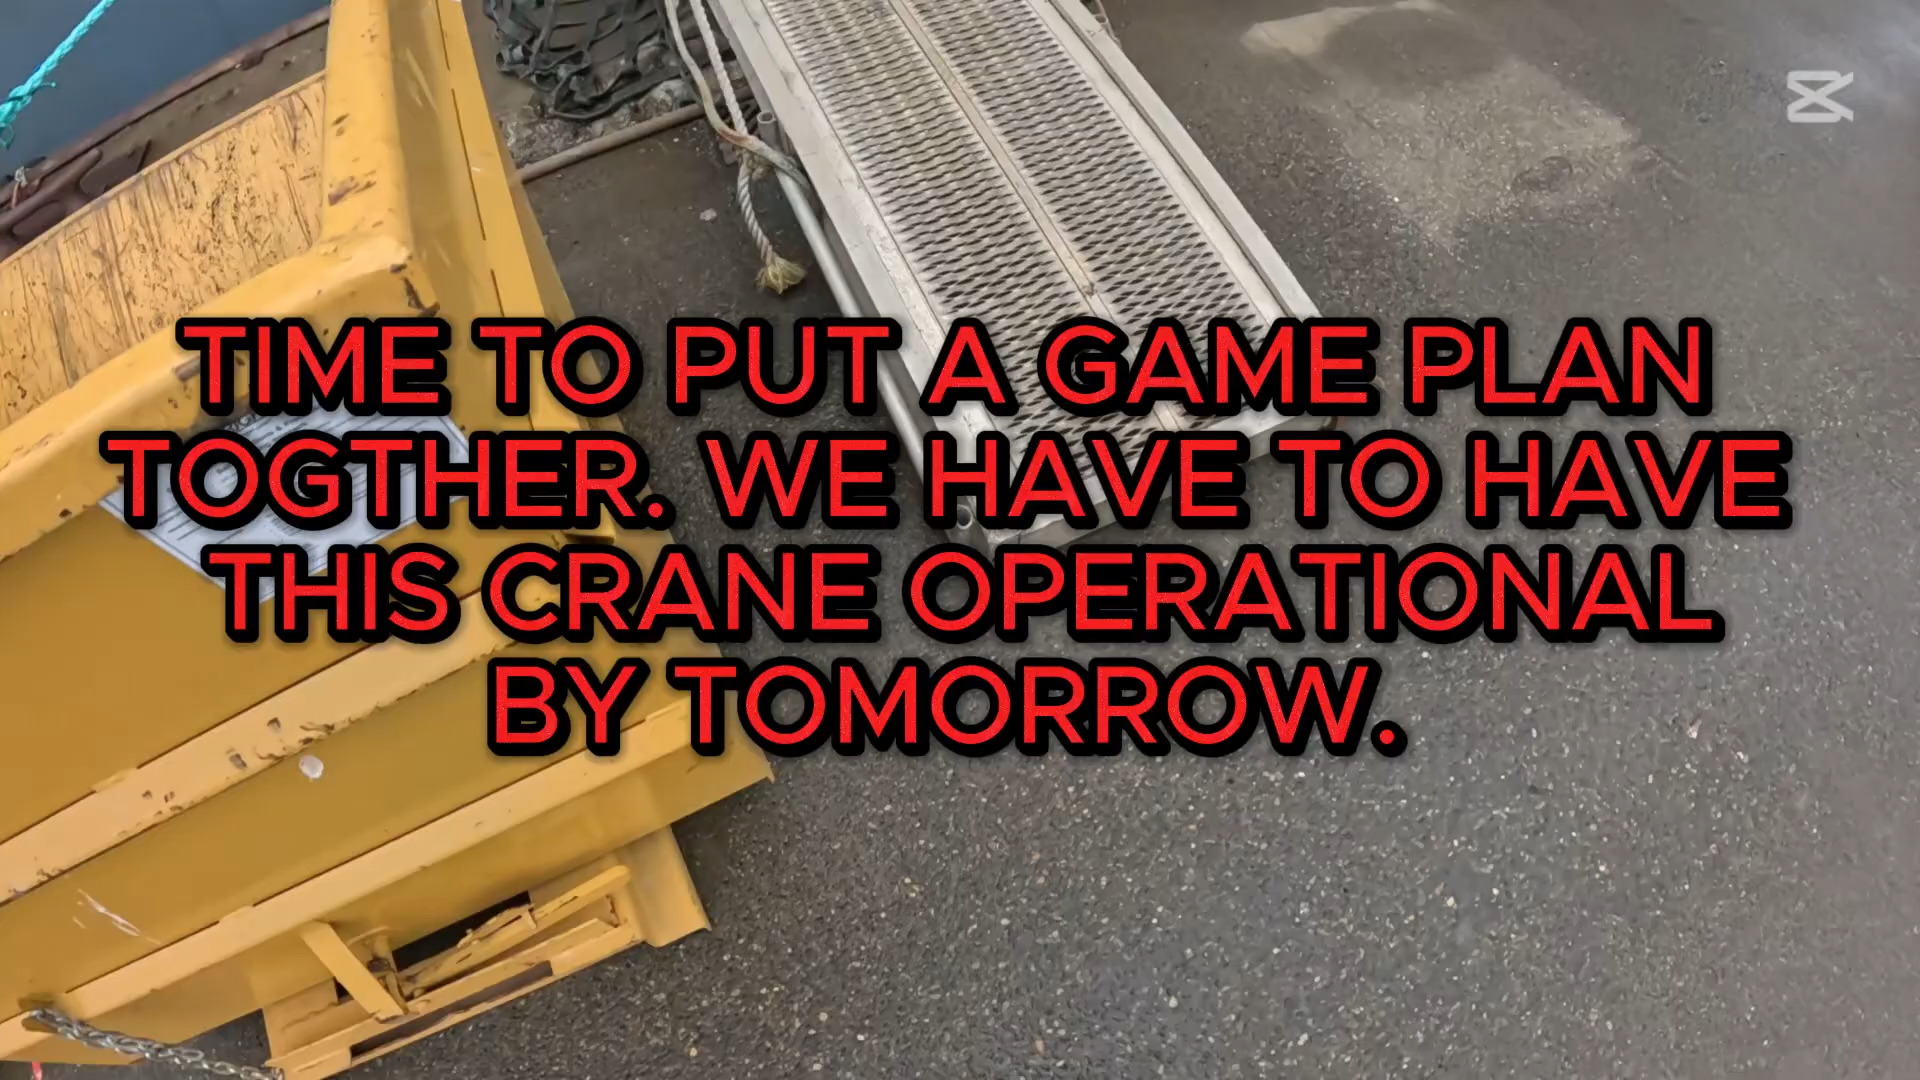 TIME TO PUT A GAME PLAN
TOGTHER. WE HAVE TO HAVE
THIS CRANE OPERATIONAL
BY TOMORROW.